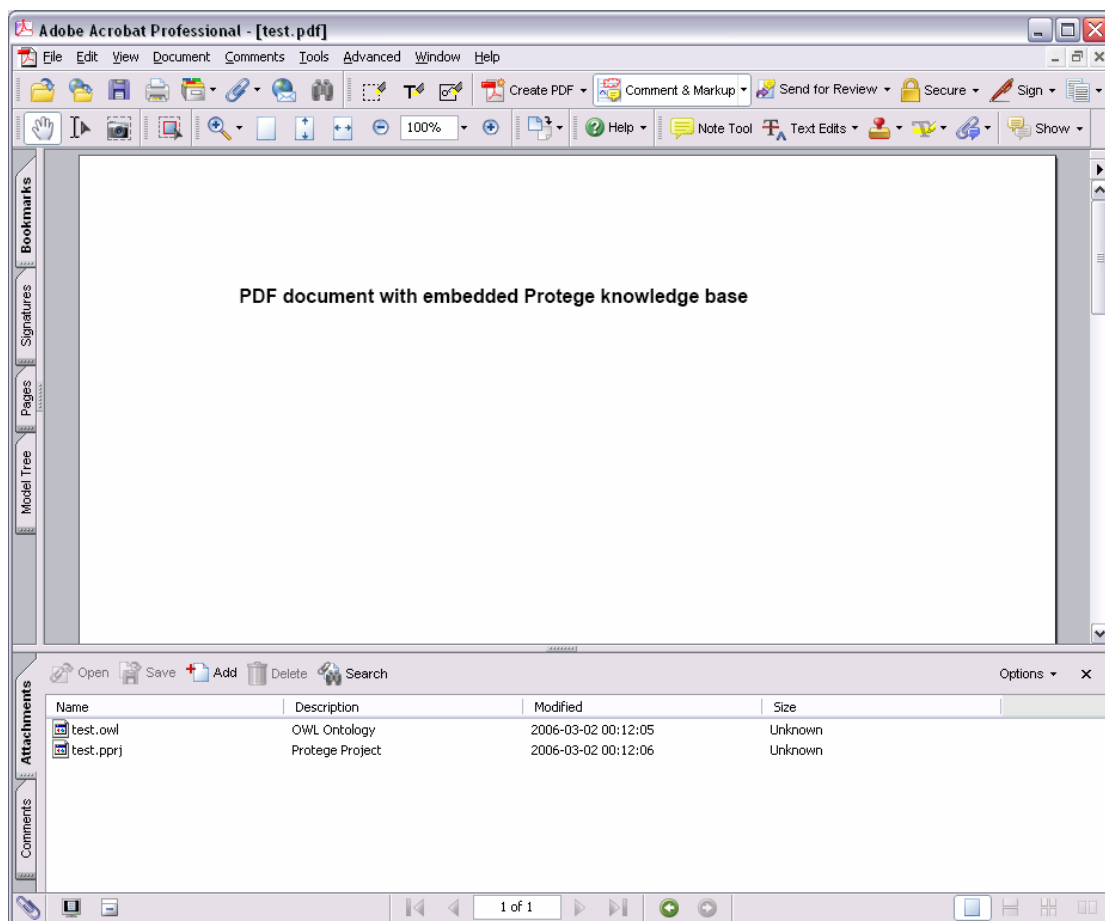 Adobe Acrobat Professional - [test.pdf]
File Edit View Document Comments Tools Advanced Window Help
Create PDF Comment & Markup Send for Review Secure Sign
100% Help Note Tool Text Edits Show
Bookmarks
Signatures
Pages
Model Tree
PDF document with embedded Protege knowledge base
Attachments
Comments
Open Save Add Delete Search Options
Name Description Modified Size
test.owl OWL Ontology 2006-03-02 00:12:05 Unknown
test.pprj Protege Project 2006-03-02 00:12:06 Unknown
1 of 1